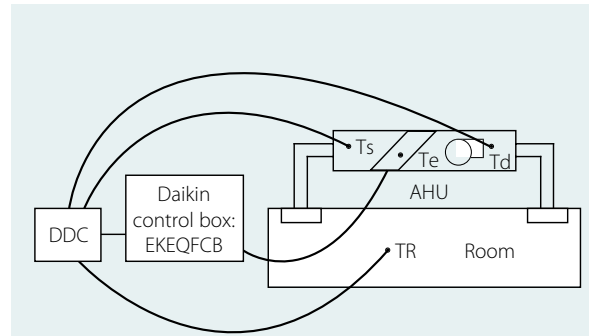 Ts
Te
Td
AHU
Daikin
control box:
EKEQFCB
DDC
TR
Room